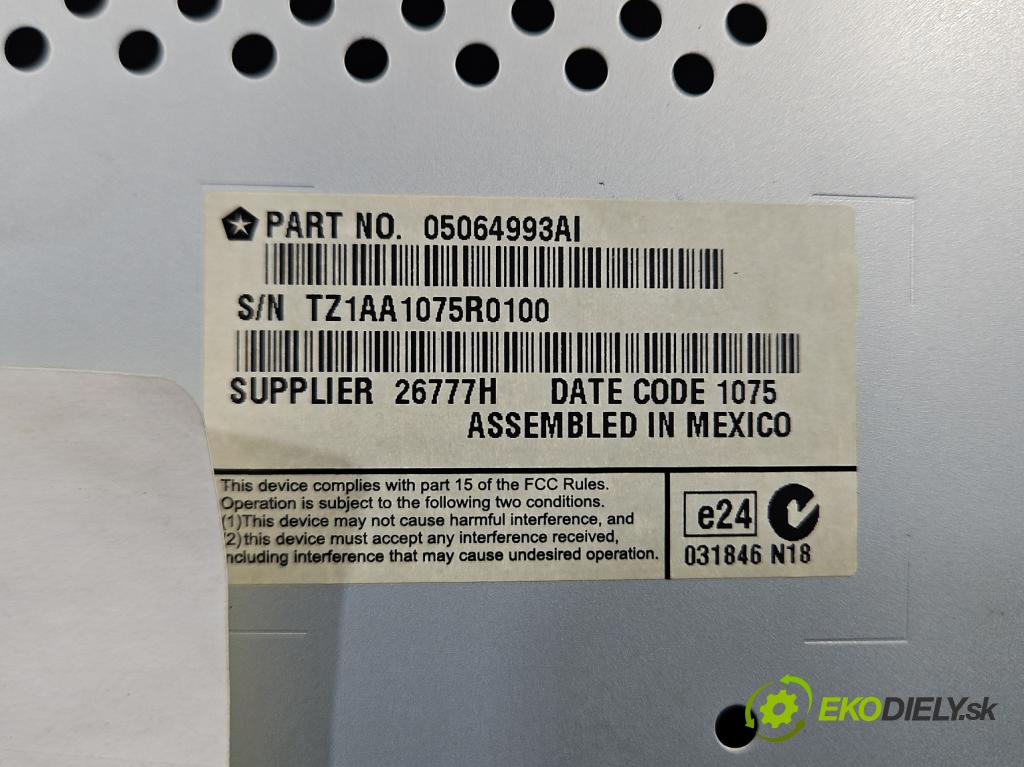 PART NO. 05064993AI
S/N TZ1AA1075R0100
SUPPLIER 26777H DATE CODE 1075
ASSEMBLED IN MEXICO
This device complies with part 15 of the FCC Rules.
Operation is subject to the following two conditions.
(1)This device may not cause harmful interference, and
2)this device must accept any interference received,
ncluding interference that may cause undesired operation.
e24
031846 N18
EKODIELY.sk